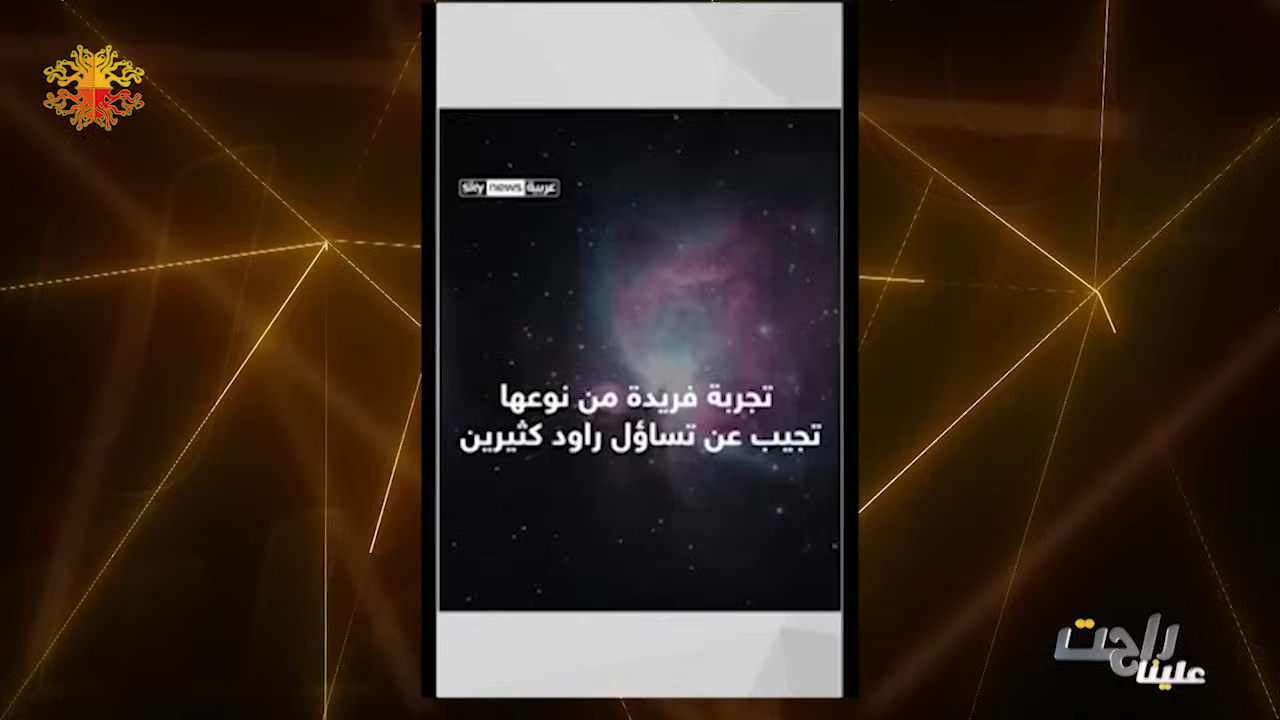 sky news عربية
تجربة فريدة من نوعها
تجيب عن تساؤل راود كثيرين
راحت
علينا